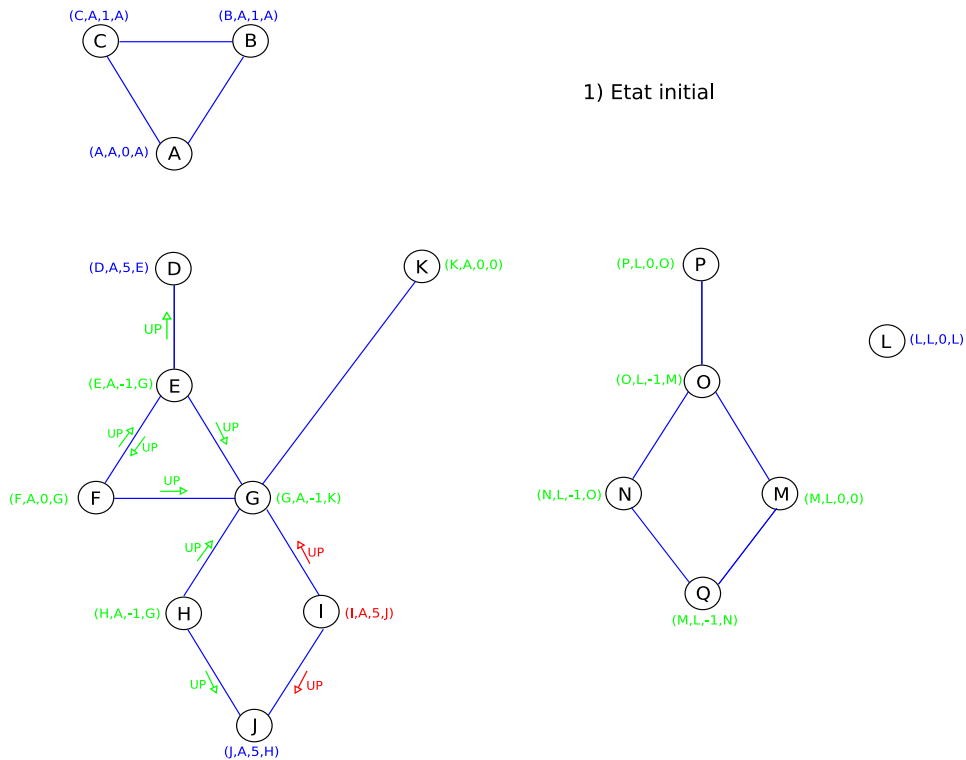 (C,A,1,A)
(B,A,1,A)
C
B
1) Etat initial
(A,A,0,A)
A
(D,A,5,E)
D
K
(K,A,0,0)
(P,L,0,O)
P
UP
L
(L,L,0,L)
(E,A,-1,G)
E
(O,L,-1,M)
O
UP
UP
UP
UP
(F,A,0,G)
F
G
(G,A,-1,K)
(N,L,-1,O)
N
M
(M,L,0,0)
UP
UP
(H,A,-1,G)
H
I
(I,A,5,J)
Q
(M,L,-1,N)
UP
UP
J
(J,A,5,H)